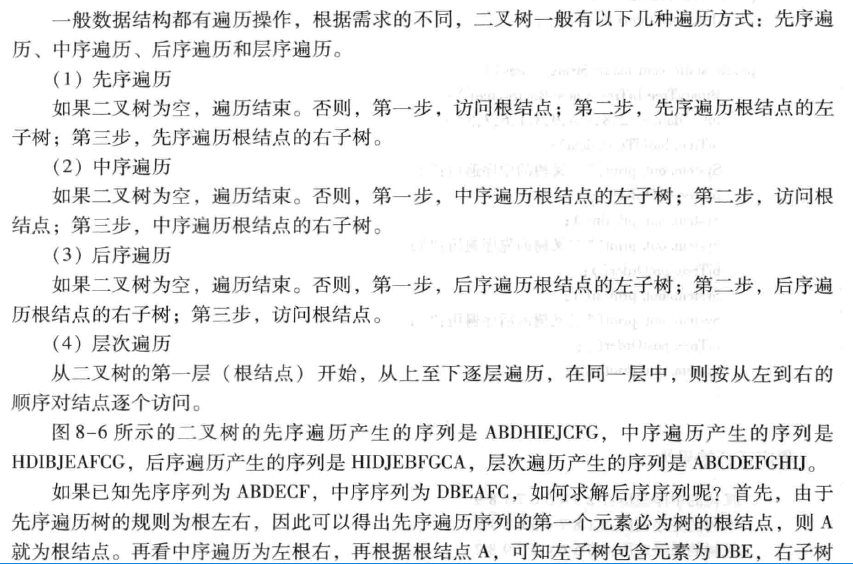 一般数据结构都有遍历操作，根据需求的不同，二叉树一般有以下几种遍历方式：先序遍
历、中序遍历、后序遍历和层序遍历。
（1）先序遍历
如果二叉树为空，遍历结束。否则，第一步，访问根结点；第二步，先序遍历根结点的左
子树；第三步，先序遍历根结点的右子树。
（2）中序遍历
如果二叉树为空，遍历结束。否则，第一步，中序遍历根结点的左子树；第二步，访问根
结点；第三步，中序遍历根结点的右子树。
（3）后序遍历
如果二叉树为空，遍历结束。否则，第一步，后序遍历根结点的左子树；第二步，后序遍
历根结点的右子树；第三步，访问根结点。
（4）层次遍历
从二叉树的第一层（根结点）开始，从上至下逐层遍历，在同一层中，则按从左到右的
顺序对结点逐个访问。
图 8-6 所示的二叉树的先序遍历产生的序列是 ABDHIEJCFG，中序遍历产生的序列是
HDIBJEAFCG，后序遍历产生的序列是 HIDJEBFGCA，层次遍历产生的序列是 ABCDEFGHIJ。
如果已知先序序列为 ABDECF，中序序列为 DBEAFC，如何求解后序序列呢？首先，由于
先序遍历树的规则为根左右，因此可以得出先序遍历序列的第一个元素必为树的根结点，则 A
就为根结点。再看中序遍历为左根右，再根据根结点 A，可知左子树包含元素为 DBE，右子树